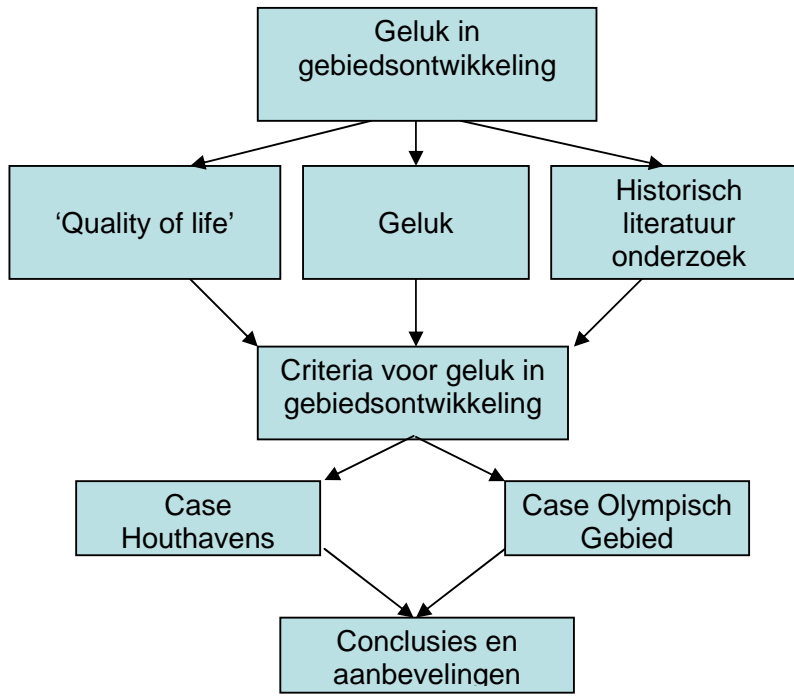 Geluk in
gebiedsontwikkeling
‘Quality of life’
Geluk
Historisch
literatuur
onderzoek
Criteria voor geluk in
gebiedsontwikkeling
Case
Houthavens
Case Olympisch
Gebied
Conclusies en
aanbevelingen